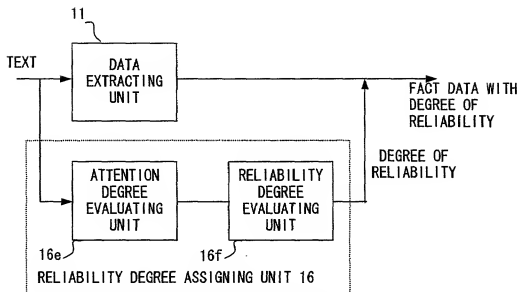 11
TEXT
DATA
EXTRACTING
UNIT
FACT DATA WITH
DEGREE OF
RELIABILITY
DEGREE OF
RELIABILITY
ATTENTION
DEGREE
EVALUATING
UNIT
RELIABILITY
DEGREE
EVALUATING
UNIT
16e
16f
RELIABILITY DEGREE ASSIGNING UNIT 16